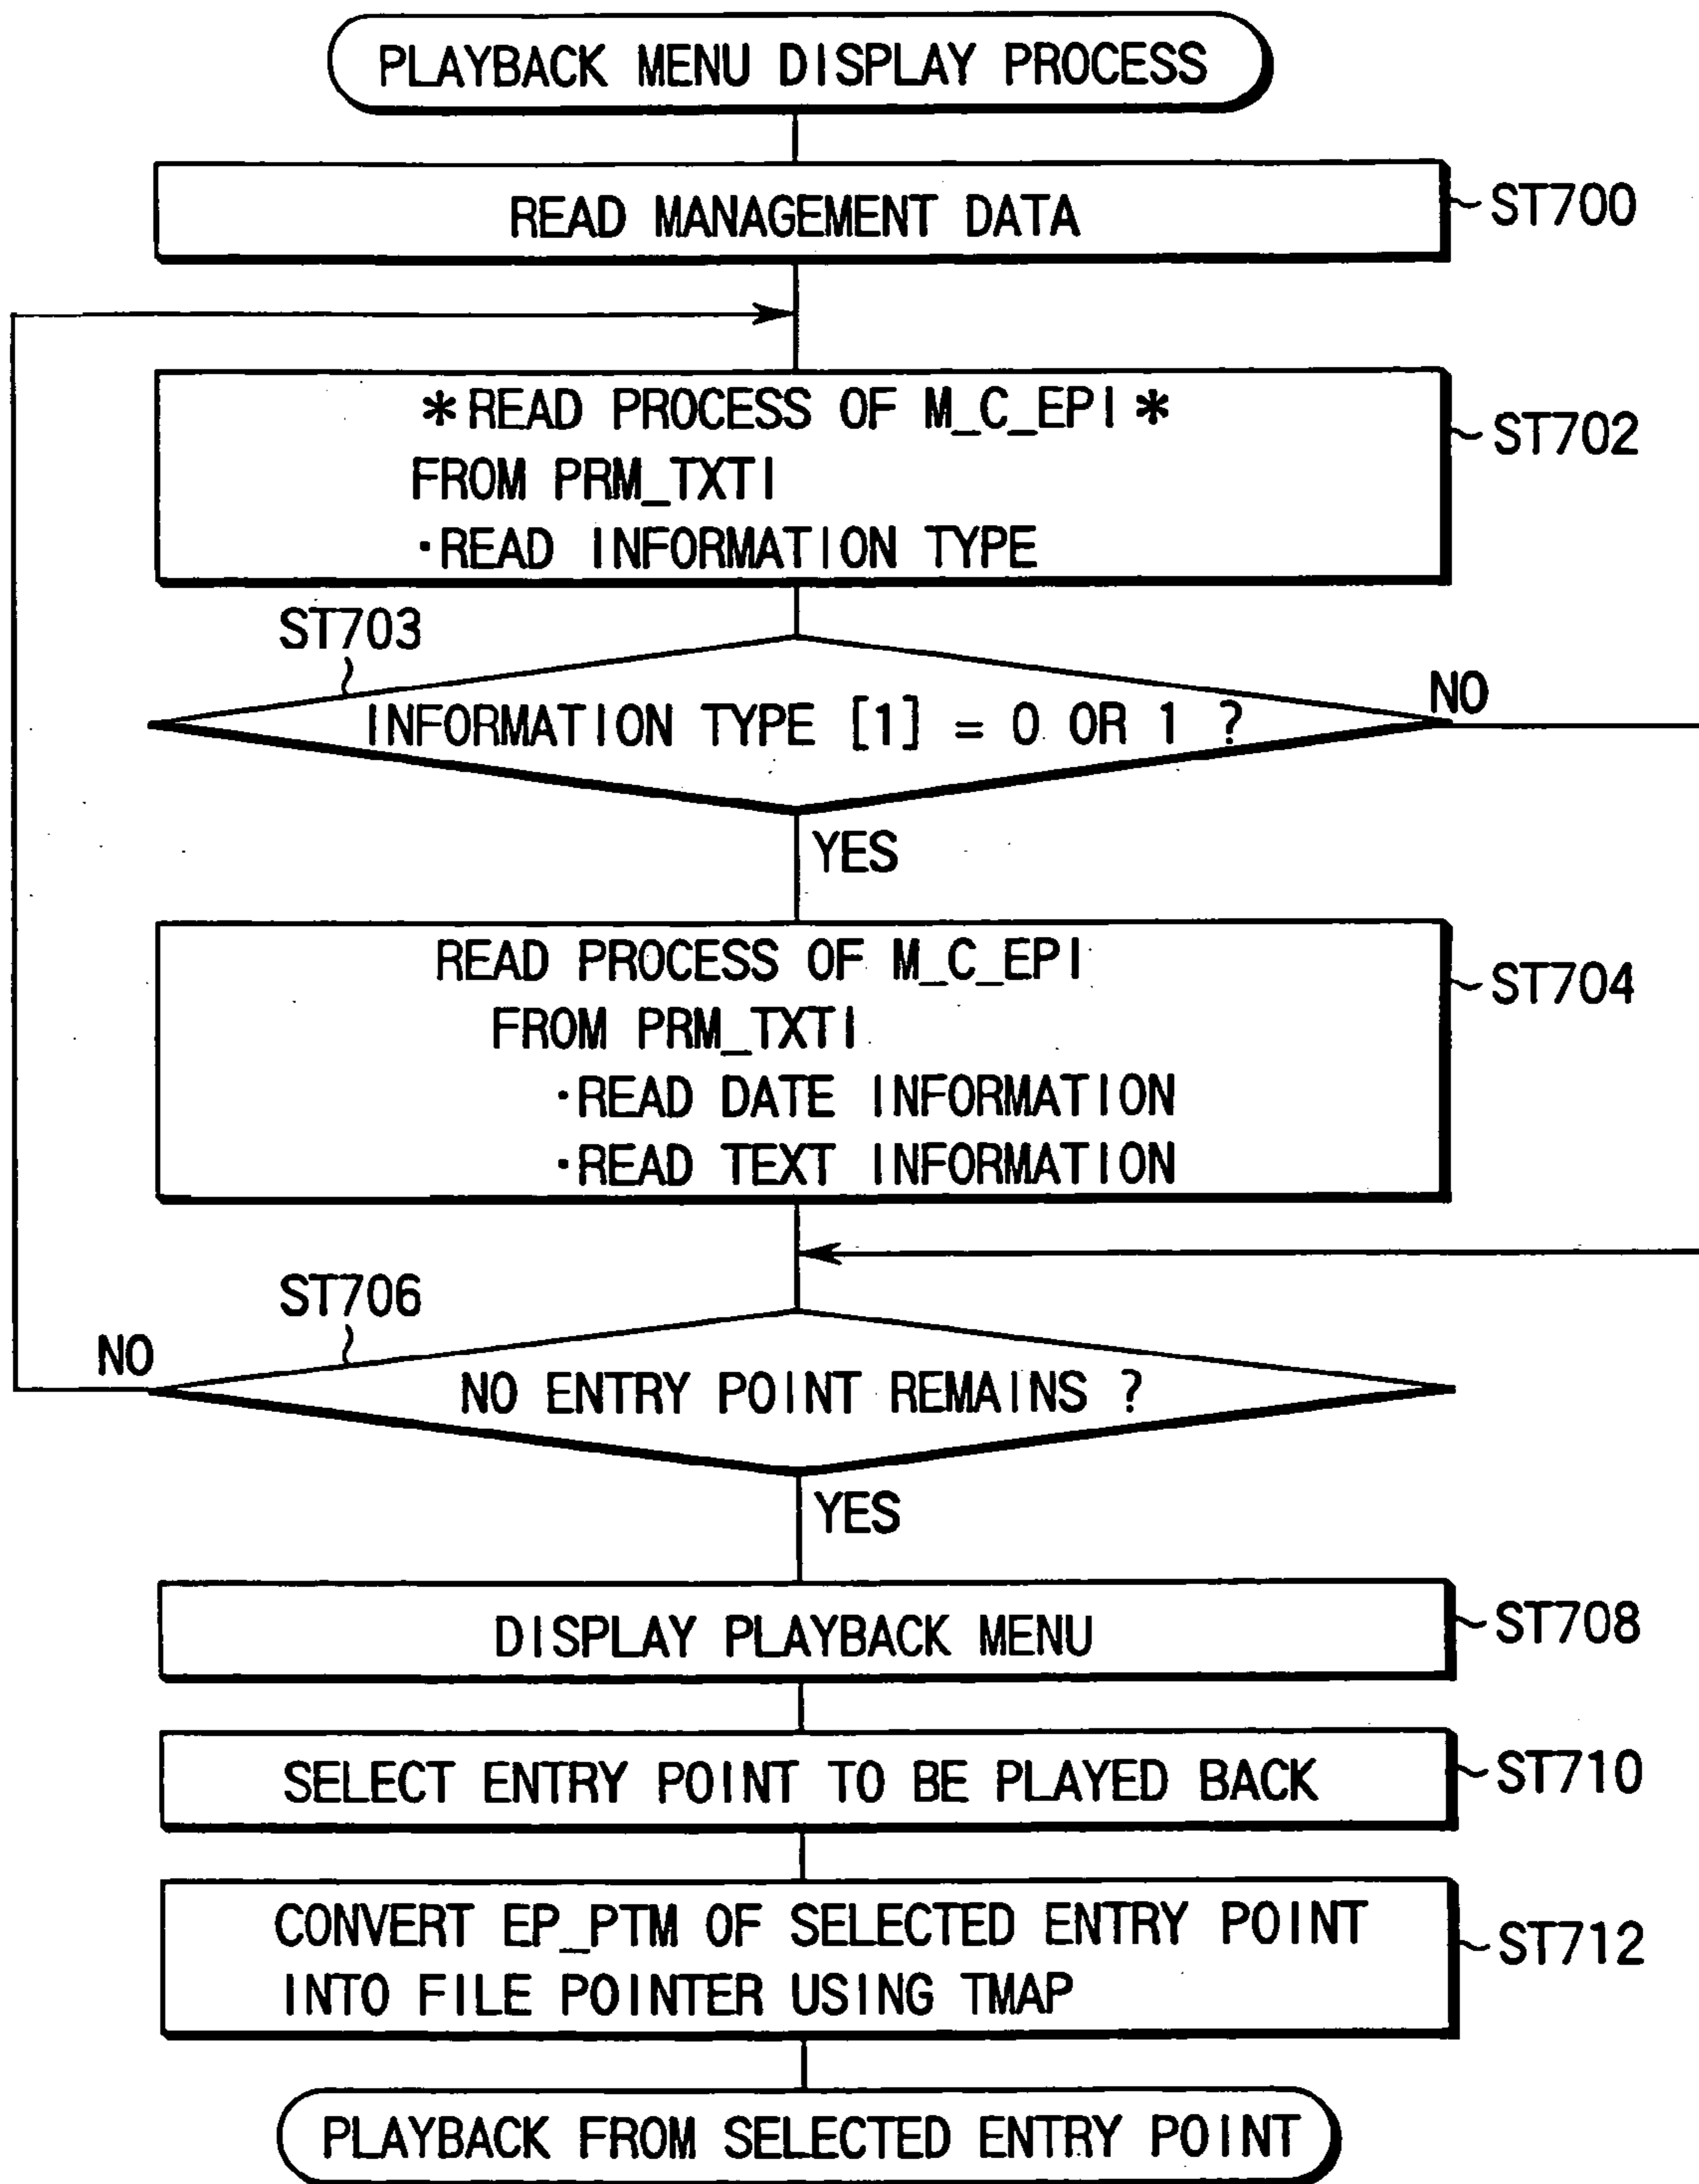 PLAYBACK MENU DISPLAY PROCESS
READ MANAGEMENT DATA
ST700
*READ PROCESS OF M_C_EPI*
FROM PRM_TXTI
·READ INFORMATION TYPE
ST702
ST703
INFORMATION TYPE [1] = 0 OR 1 ?
NO
YES
READ PROCESS OF M_C_EPI
FROM PRM_TXTI
·READ DATE INFORMATION
·READ TEXT INFORMATION
ST704
ST706
NO
NO ENTRY POINT REMAINS ?
YES
DISPLAY PLAYBACK MENU
ST708
SELECT ENTRY POINT TO BE PLAYED BACK
ST710
CONVERT EP_PTM OF SELECTED ENTRY POINT
INTO FILE POINTER USING TMAP
ST712
PLAYBACK FROM SELECTED ENTRY POINT